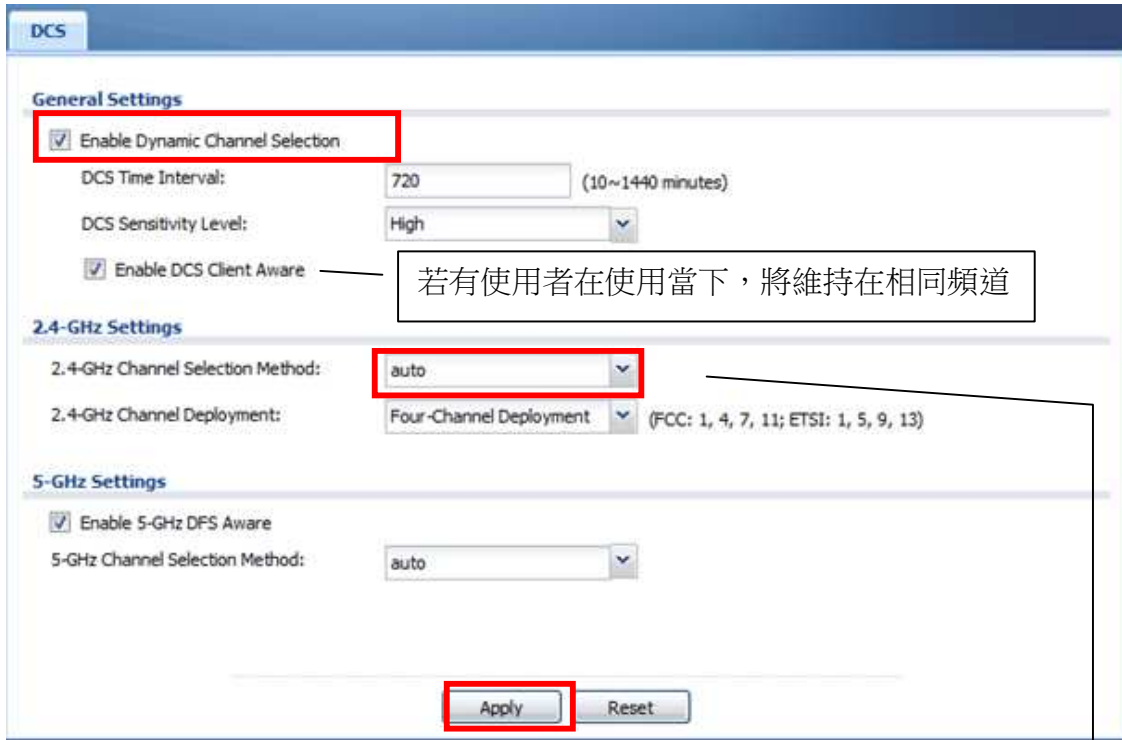 DCS
General Settings
Enable Dynamic Channel Selection
DCS Time Interval: 720 (10~1440 minutes)
DCS Sensitivity Level: High
Enable DCS Client Aware
若有使用者在使用當下，將維持在相同頻道
2.4-GHz Settings
2.4-GHz Channel Selection Method: auto
2.4-GHz Channel Deployment: Four-Channel Deployment (FCC: 1, 4, 7, 11; ETSI: 1, 5, 9, 13)
5-GHz Settings
Enable 5-GHz DFS Aware
5-GHz Channel Selection Method: auto
Apply Reset